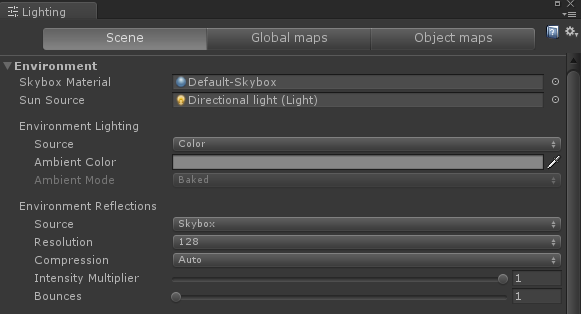 Lighting
Scene Global maps Object maps
Environment
Skybox Material Default-Skybox
Sun Source Directional light (Light)
Environment Lighting
Source Color
Ambient Color
Ambient Mode Baked
Environment Reflections
Source Skybox
Resolution 128
Compression Auto
Intensity Multiplier 1
Bounces 1